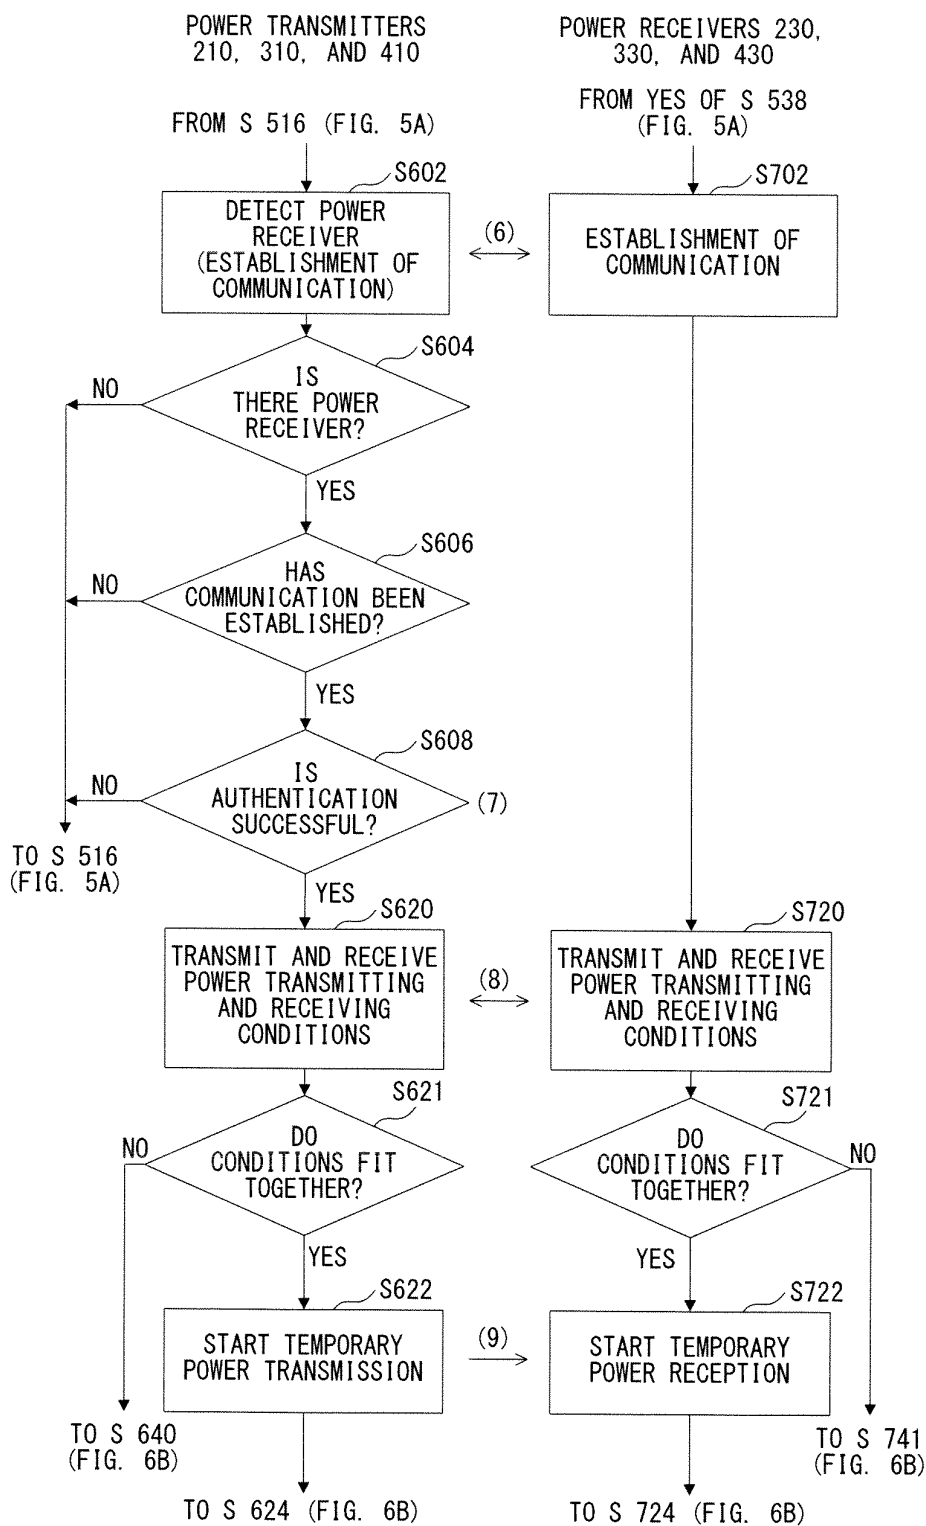 POWER TRANSMITTERS
210, 310, AND 410
POWER RECEIVERS 230,
330, AND 430
FROM S 516 (FIG. 5A)
FROM YES OF S 538
(FIG. 5A)
S602
DETECT POWER
RECEIVER
(ESTABLISHMENT OF
COMMUNICATION)
(6)
S702
ESTABLISHMENT OF
COMMUNICATION
S604
IS
THERE POWER
RECEIVER?
NO
YES
S606
HAS
COMMUNICATION BEEN
ESTABLISHED?
NO
YES
S608
IS
AUTHENTICATION
SUCCESSFUL?
NO
(7)
TO S 516
(FIG. 5A)
YES
S620
TRANSMIT AND RECEIVE
POWER TRANSMITTING
AND RECEIVING
CONDITIONS
(8)
S720
TRANSMIT AND RECEIVE
POWER TRANSMITTING
AND RECEIVING
CONDITIONS
S621
DO
CONDITIONS FIT
TOGETHER?
NO
YES
S721
DO
CONDITIONS FIT
TOGETHER?
NO
YES
S622
START TEMPORARY
POWER TRANSMISSION
(9)
S722
START TEMPORARY
POWER RECEPTION
TO S 640
(FIG. 6B)
TO S 741
(FIG. 6B)
TO S 624 (FIG. 6B)
TO S 724 (FIG. 6B)